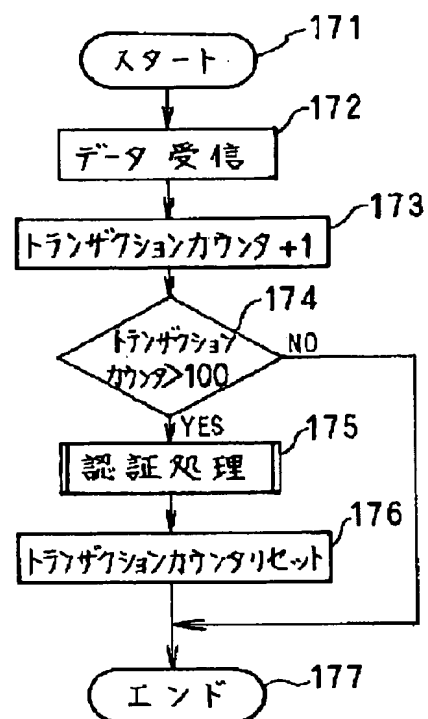 171
スタート
172
データ受信
173
トランザクションカウンタ+1
174
トランザクション
カウンタ>100
NO
YES
175
認証処理
176
トランザクションカウンタリセット
エンド
177